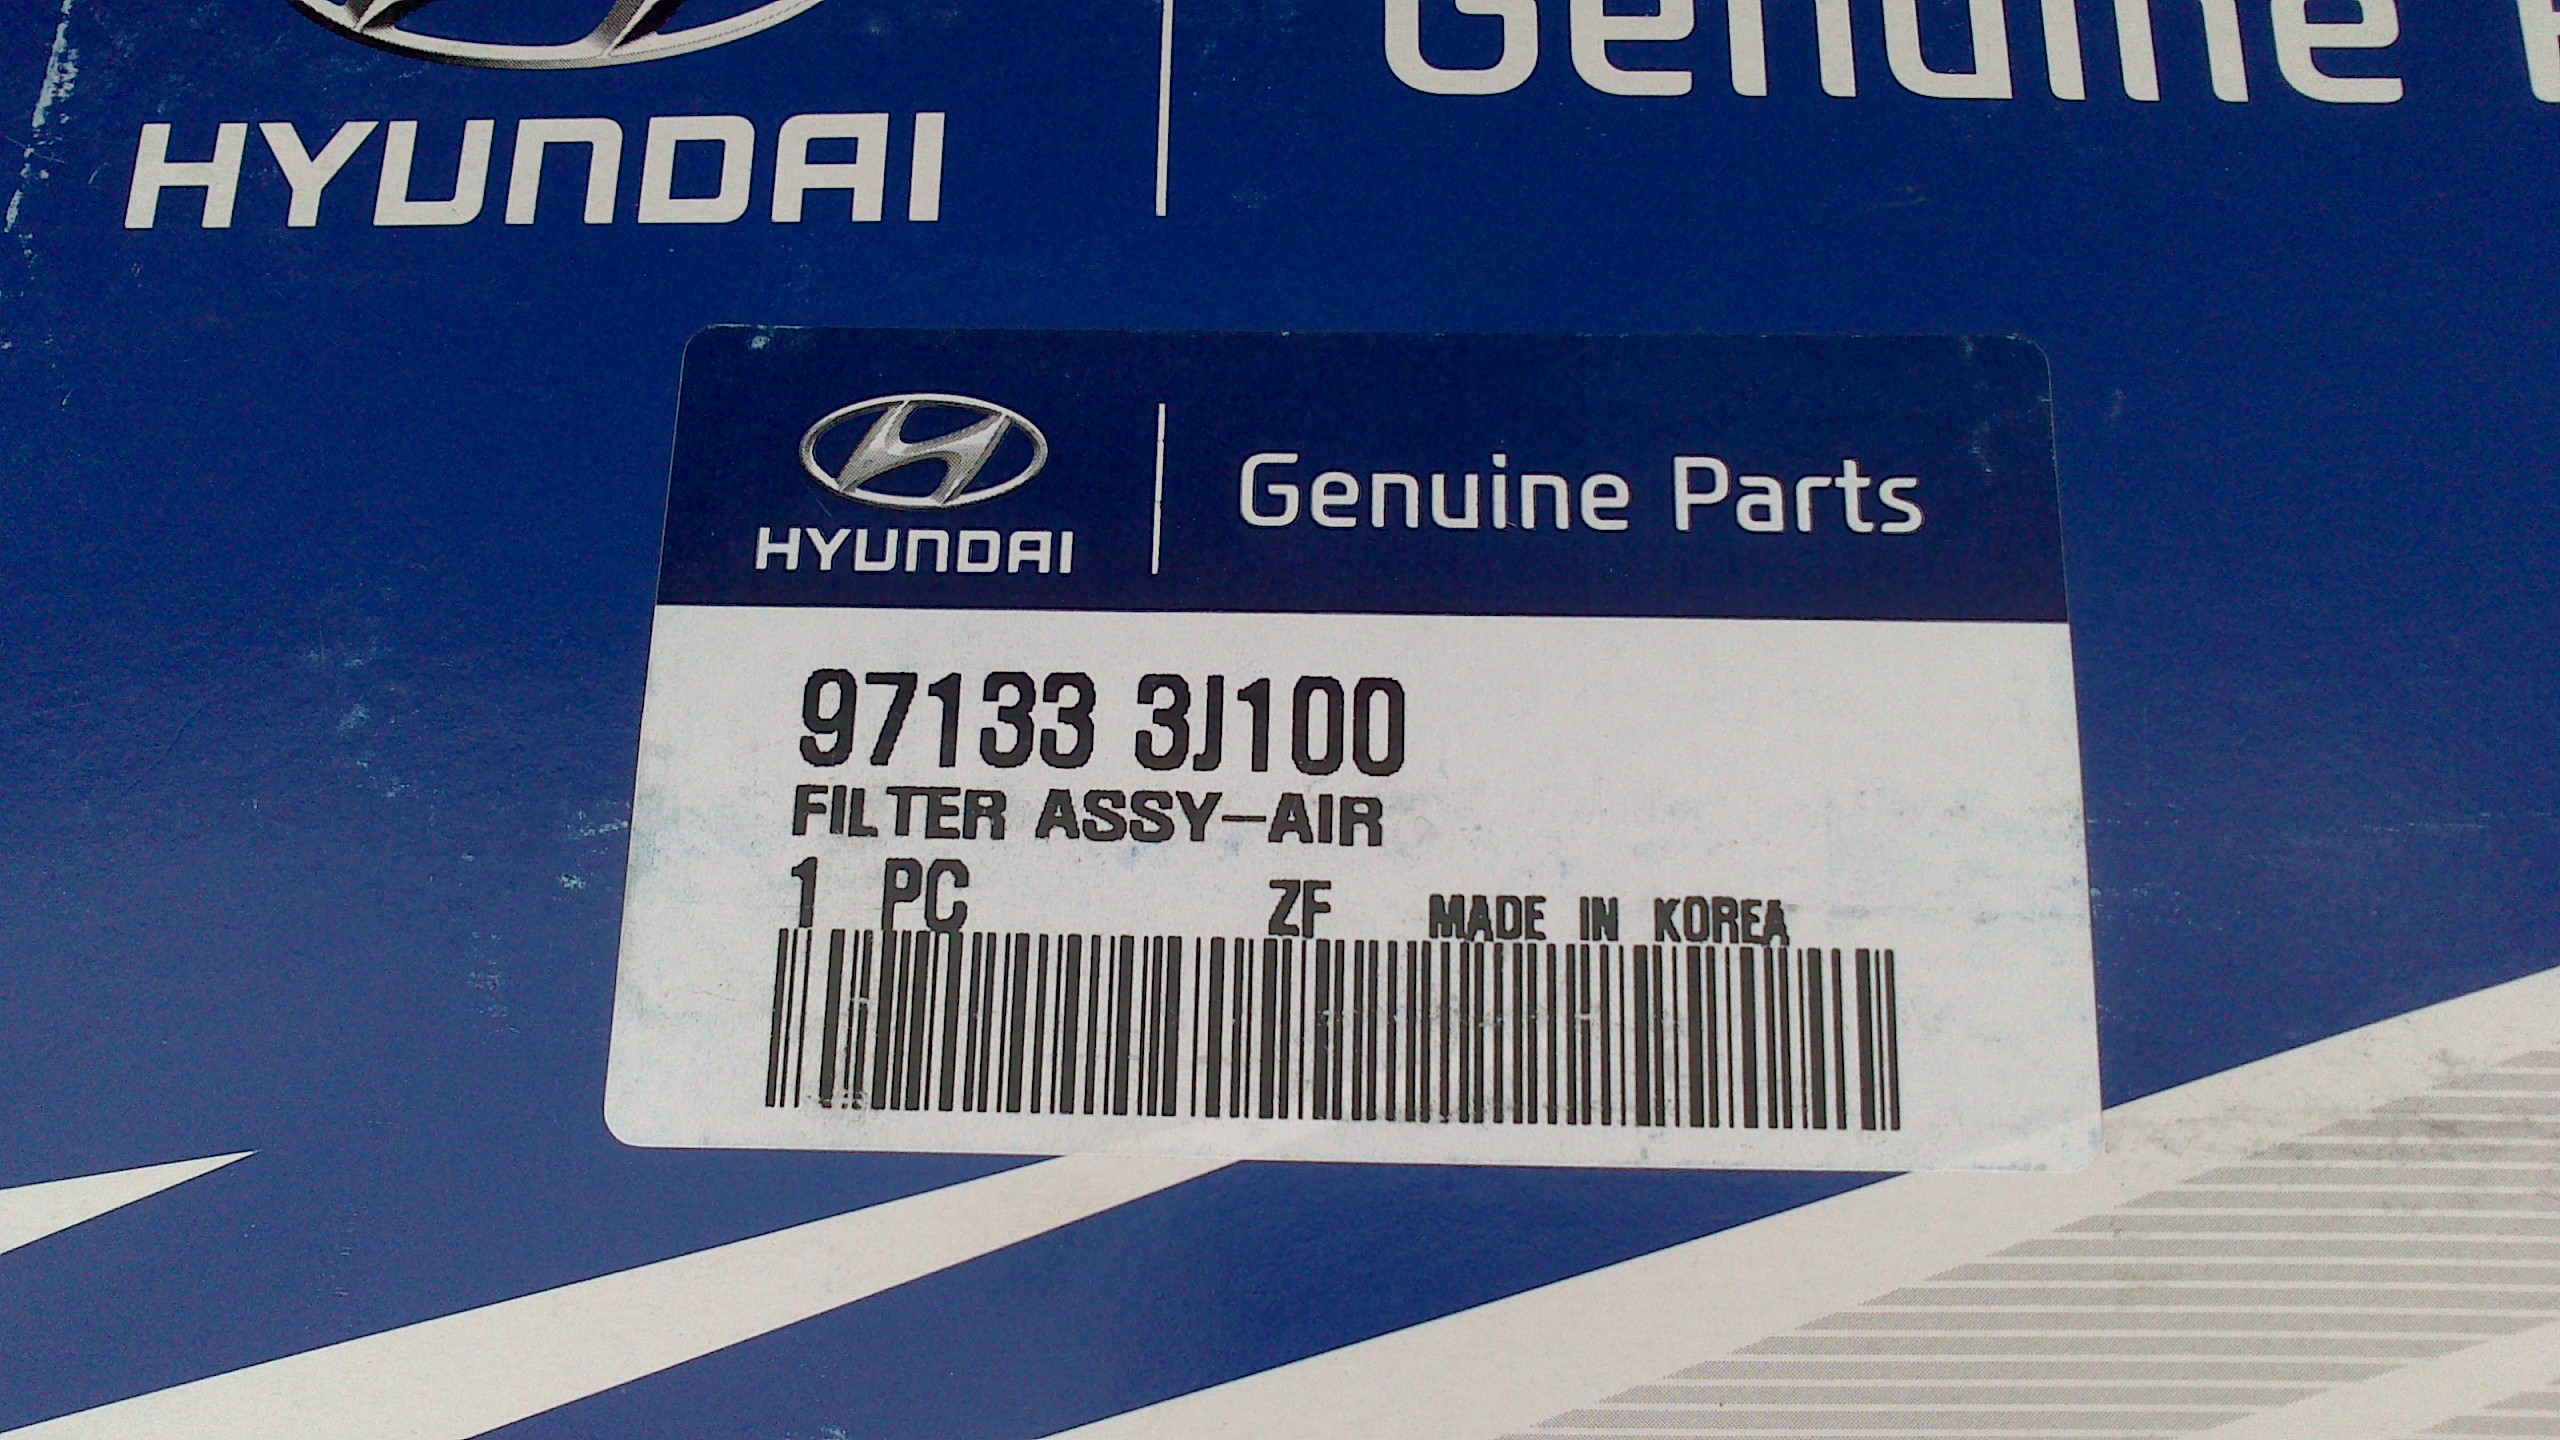 HYUNDAI
Genuine
HYUNDAI
Genuine Parts
97133 3J100
FILTER ASSY-AIR
1 PC ZF MADE IN KOREA